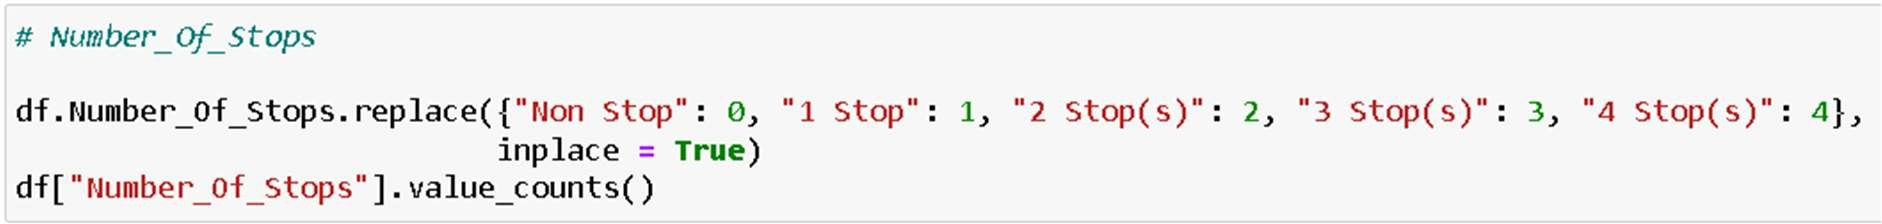 # Number_Of_Stops
df.Number_Of_Stops.replace({"Non Stop": 0, "1 Stop": 1, "2 Stop(s)": 2, "3 Stop(s)": 3, "4 Stop(s)": 4},
inplace = True)
df["Number_Of_Stops"].value_counts()